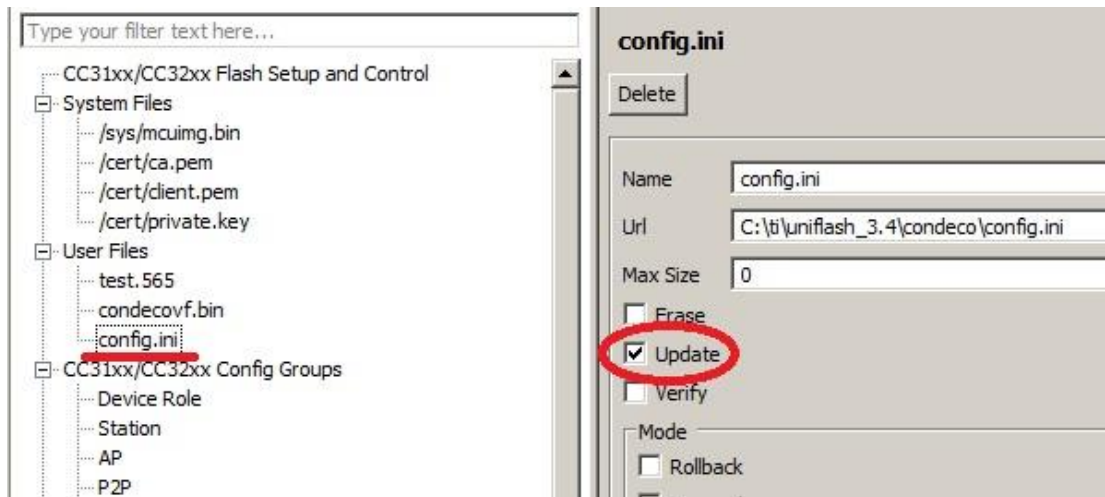 Type your filter text here...
CC31xx/CC32xx Flash Setup and Control
System Files
/sys/mcuimg.bin
/cert/ca.pem
/cert/client.pem
/cert/private.key
User Files
test.565
condecovf.bin
config.ini
CC31xx/CC32xx Config Groups
Device Role
Station
AP
P2P
config.ini
Delete
Name config.ini
Url C:\ti\uniflash_3.4\condeco\config.ini
Max Size 0
Erase
Update
Verify
Mode
Rollback